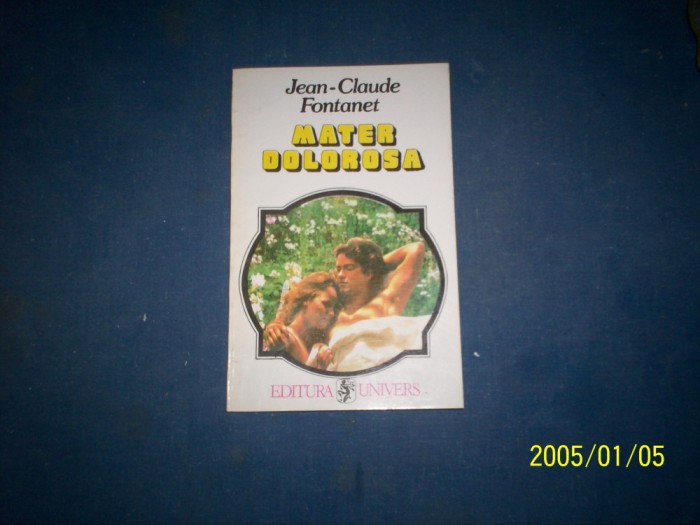 Jean-Claude
Fontanet
MATER
DOLOROSA
EDITURA UNIVERS
2005/01/05